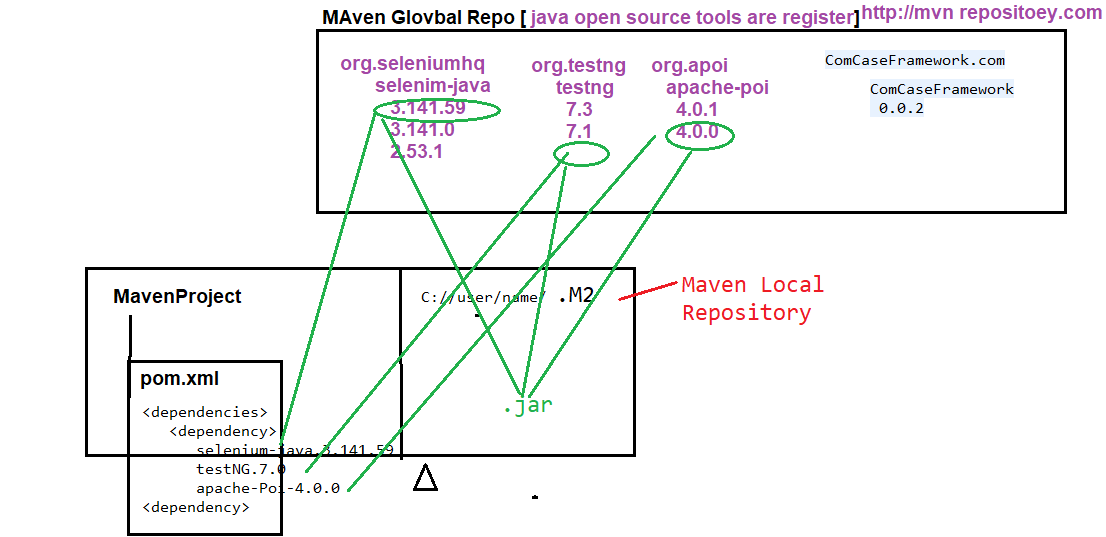 MAven Glovbal Repo [ java open source tools are register] http://mvn repositoey.com
org.seleniumhq
selenim-java
3.141.59
3.141.0
2.53.1
org.testng
testng
7.3
7.1
org.apoi
apache-poi
4.0.1
4.0.0
ComCaseFramework.com
ComCaseFramework
0.0.2
MavenProject
C://user/name/ .M2
Maven Local
Repository
pom.xml
<dependencies>
<dependency>
selenium-java.3.141.59
testNG.7.0
apache-Poi-4.0.0
<dependency>
.jar